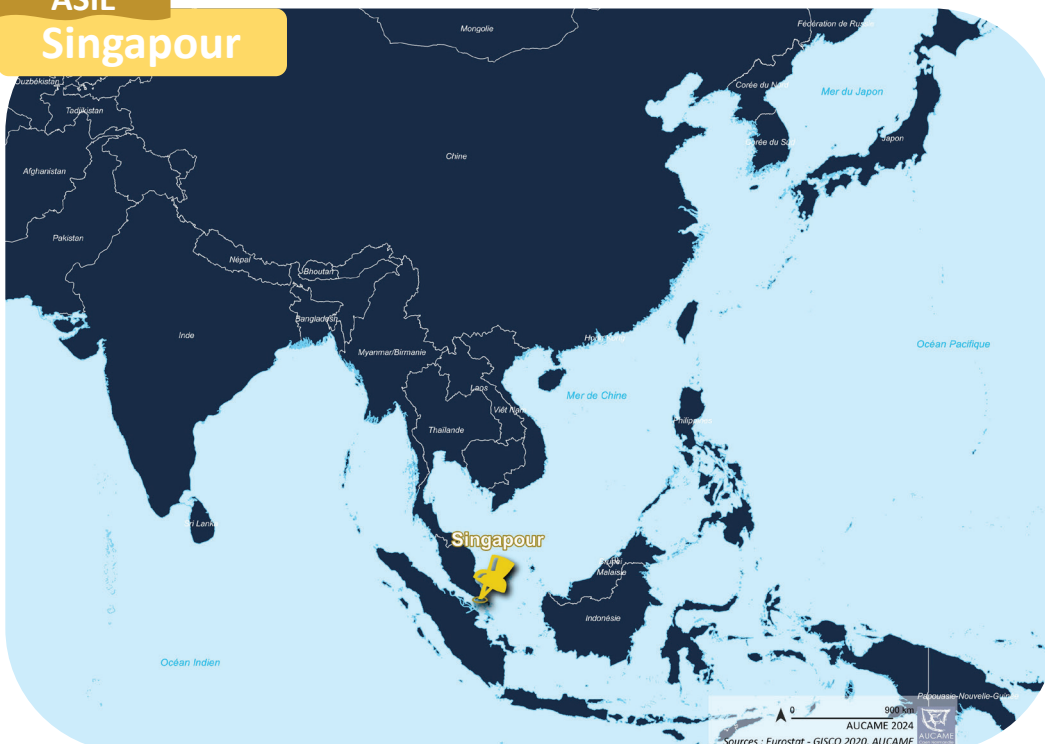 ASIE
Singapour
Mongolie
Fédération de Russie
Ouzbékistan
Tadjikistan
Corée du Nord
Mer du Japon
Corée du Sud
Japon
Chine
Afghanistan
Pakistan
Népal
Bhoutan
Bangladesh
Inde
Myanmar/Birmanie
Océan Pacifique
Laos
Mer de Chine
Viêt Nam
Thaïlande
Philippines
Sri Lanka
Singapour
Malaisie
Indonésie
Océan Indien
Papouasie-Nouvelle-Guinée
0 900 km
AUCAME 2024
Sources : Eurostat - GISCO 2020, AUCAME
AUCAME